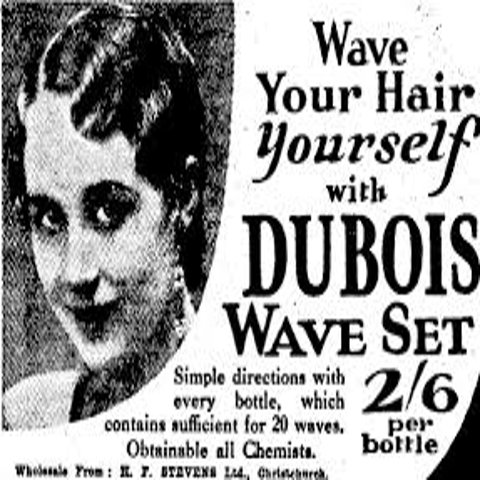 Wave
Your Hair
Yourself
with
DUBOIS
WAVE SET
Simple directions with
every bottle, which
contains sufficient for 20 waves.
Obtainable all Chemists.
2/6
per
bottle
Wholesale From: H. F. STEVENS Ltd., Christchurch.